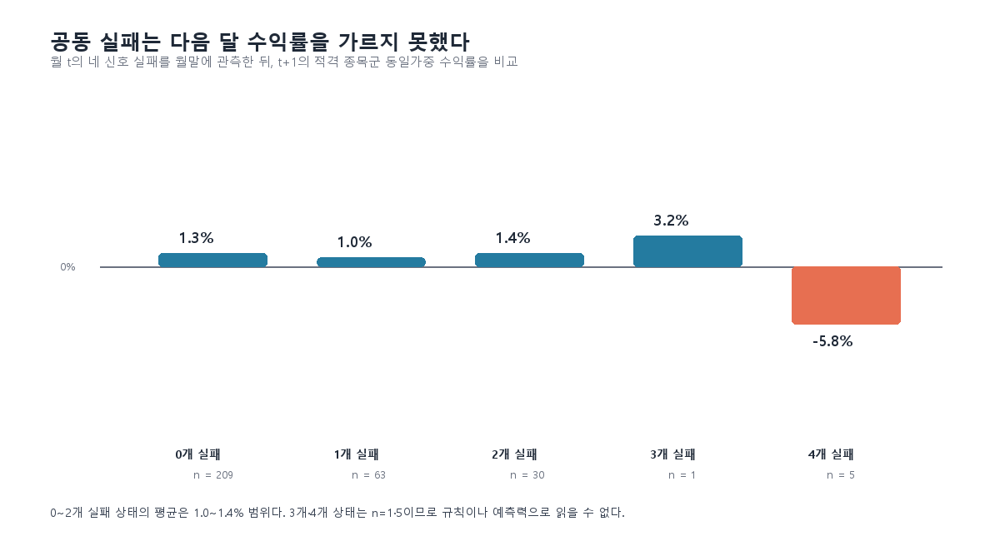 공동 실패는 다음 달 수익률을 가르지 못했다
월 t의 네 신호 실패를 월말에 관측한 뒤, t+1의 적격 종목군 동일가중 수익률을 비교
3.2%
1.3%
1.0%
1.4%
0%
-5.8%
0개 실패
1개 실패
2개 실패
3개 실패
4개 실패
n = 209
n = 63
n = 30
n = 1
n = 5
0~2개 실패 상태의 평균은 1.0~1.4% 범위다. 3개·4개 상태는 n=1·5이므로 규칙이나 예측력으로 읽을 수 없다.